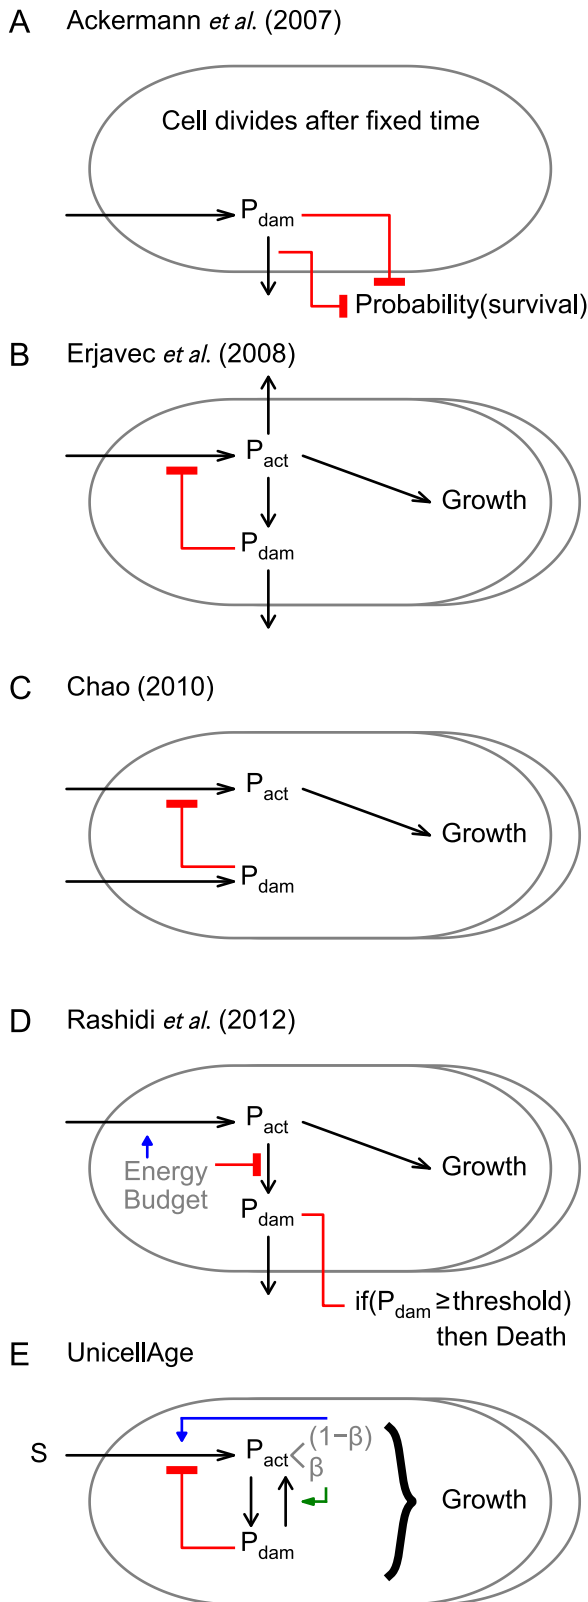 A Ackermann et al. (2007)
Cell divides after fixed time
Pdam
Probability(survival)
B Erjavec et al. (2008)
Pact
Growth
Pdam
C Chao (2010)
Pact
Growth
Pdam
D Rashidi et al. (2012)
Pact
Energy
Budget
Growth
Pdam
if(Pdam ≥threshold)
then Death
E UnicellAge
(1−β)
S Pact<
β
Growth
Pdam